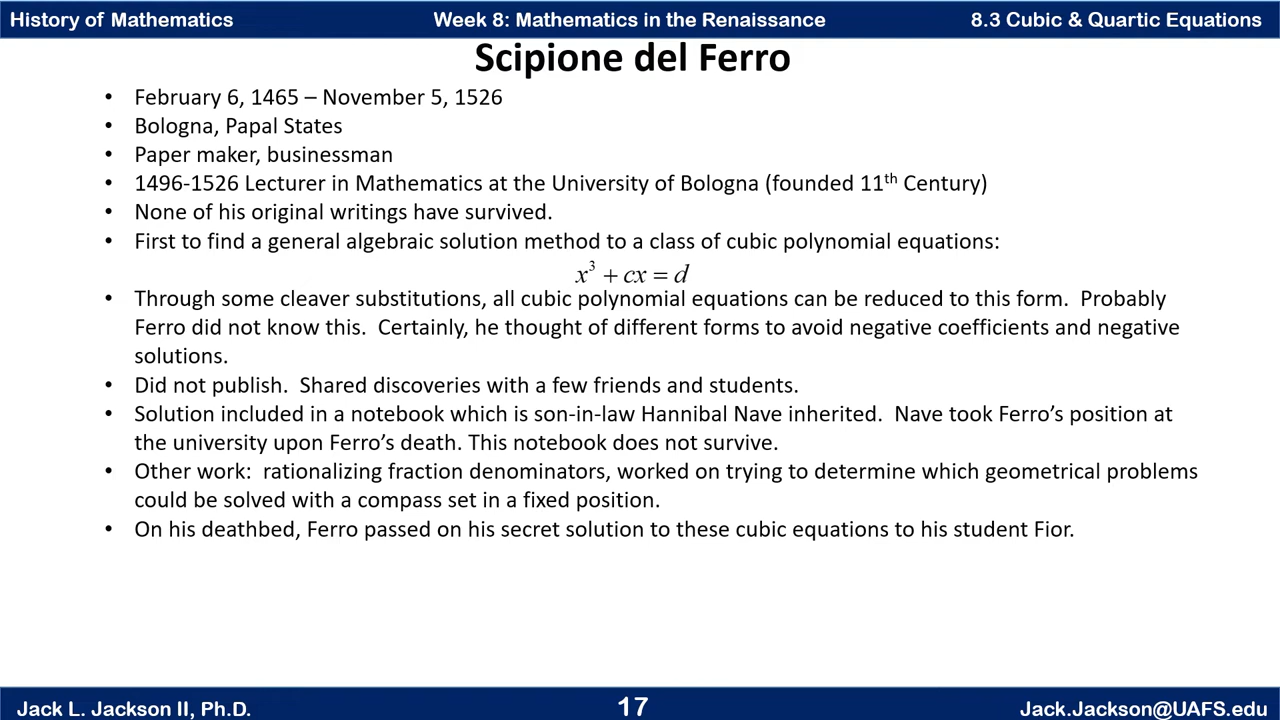 History of Mathematics Week 8: Mathematics in the Renaissance 8.3 Cubic & Quartic Equations
Scipione del Ferro
• February 6, 1465 – November 5, 1526
• Bologna, Papal States
• Paper maker, businessman
• 1496-1526 Lecturer in Mathematics at the University of Bologna (founded 11th Century)
• None of his original writings have survived.
• First to find a general algebraic solution method to a class of cubic polynomial equations:
x³ + cx = d
• Through some cleaver substitutions, all cubic polynomial equations can be reduced to this form. Probably
Ferro did not know this. Certainly, he thought of different forms to avoid negative coefficients and negative
solutions.
• Did not publish. Shared discoveries with a few friends and students.
• Solution included in a notebook which is son-in-law Hannibal Nave inherited. Nave took Ferro’s position at
the university upon Ferro’s death. This notebook does not survive.
• Other work: rationalizing fraction denominators, worked on trying to determine which geometrical problems
could be solved with a compass set in a fixed position.
• On his deathbed, Ferro passed on his secret solution to these cubic equations to his student Fior.
Jack L. Jackson II, Ph.D. 17 Jack.Jackson@UAFS.edu